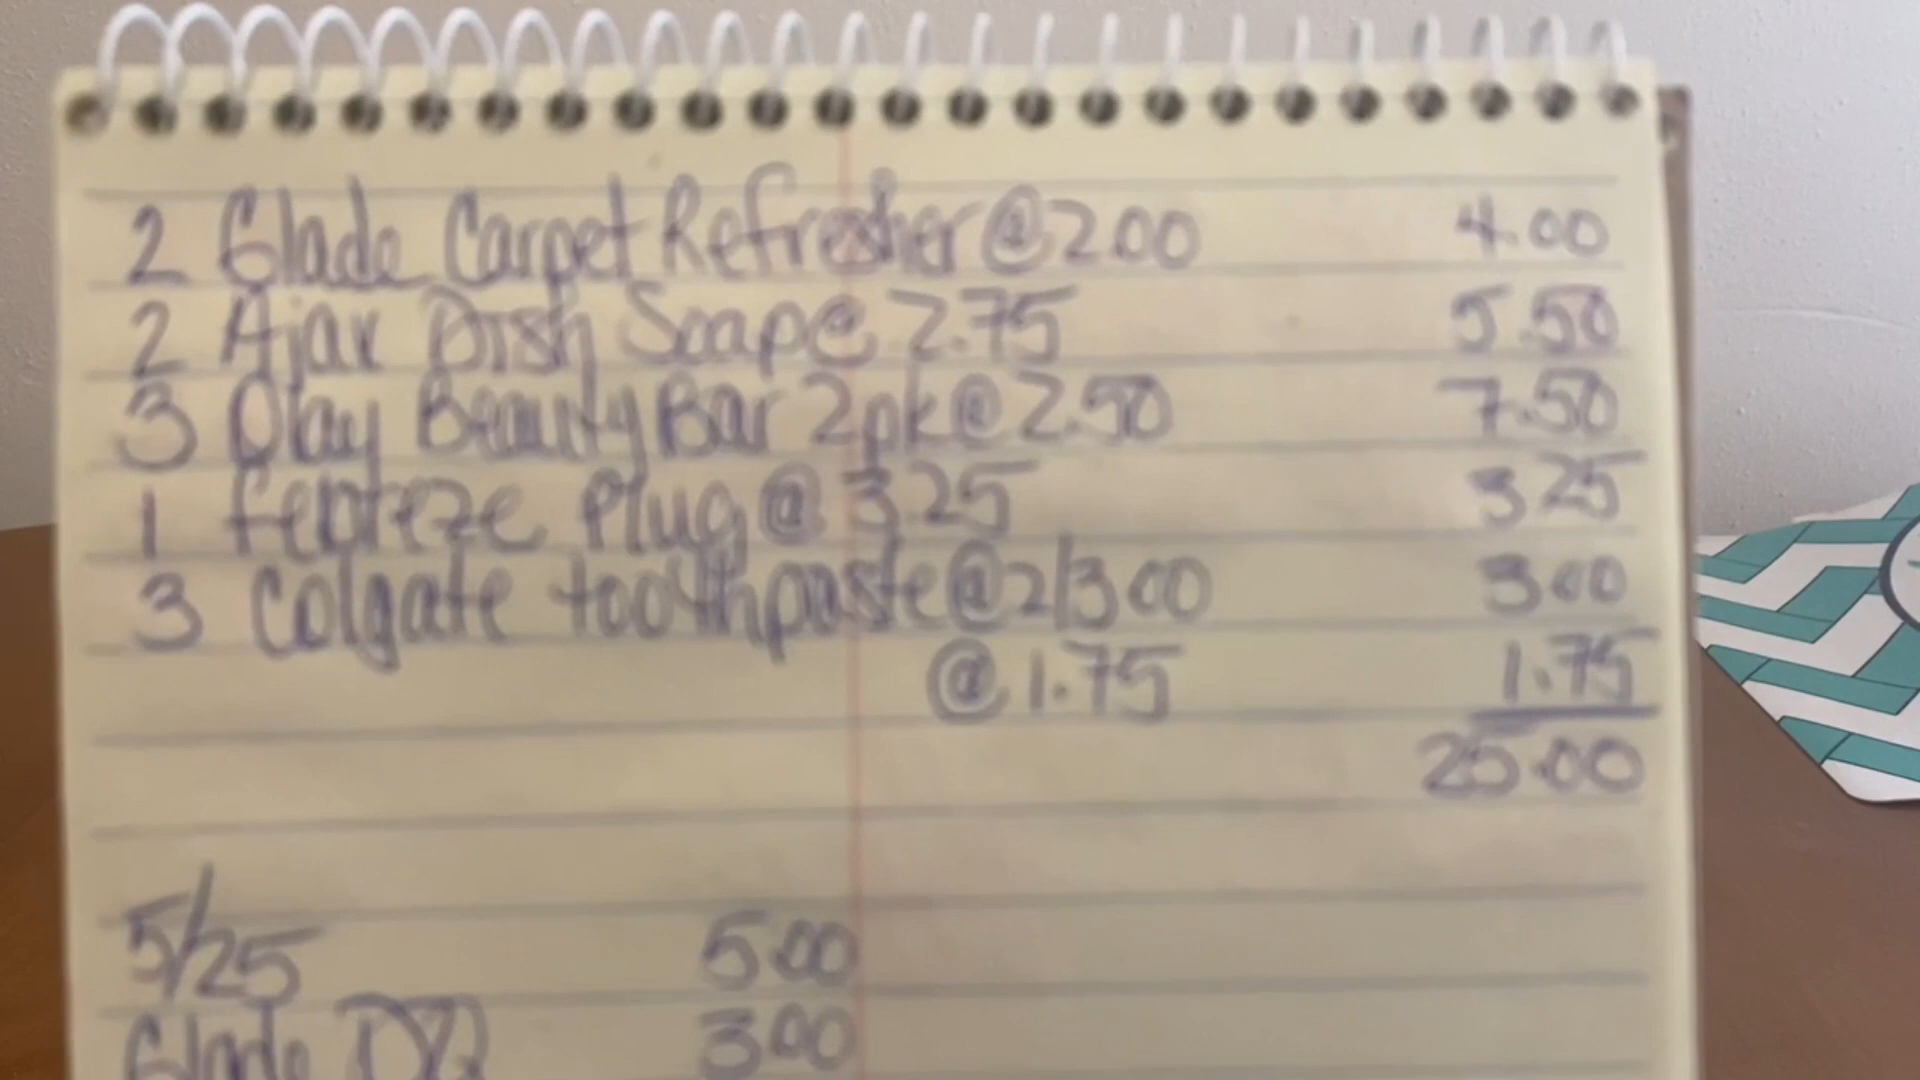 2 Glade Carpet Refresher @ 2.00 4.00
2 Ajax Dish Soap @ 2.75 5.50
3 Olay Beauty Bar 2pk @ 2.50 7.50
1 Febreze Plug @ 3.25 3.25
3 Colgate toothpaste @ 2/3.00 3.00
@ 1.75 1.75
25.00
5/25 5.00
Glade DQ 3.00